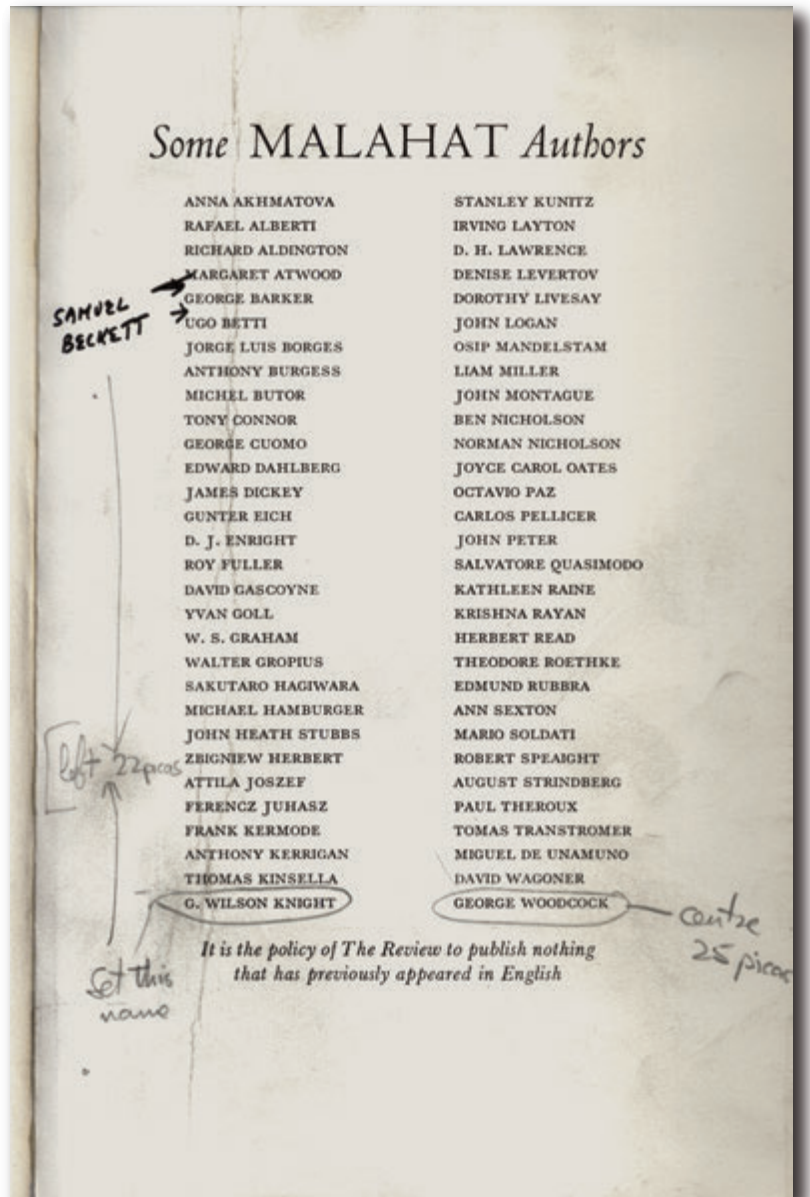 Some MALAHAT Authors
ANNA AKHMATOVA
RAFAEL ALBERTI
RICHARD ALDINGTON
MARGARET ATWOOD
GEORGE BARKER
SAMUEL
BECKETT
UGO BETTI
JORGE LUIS BORGES
ANTHONY BURGESS
MICHEL BUTOR
TONY CONNOR
GEORGE CUOMO
EDWARD DAHLBERG
JAMES DICKEY
GUNTER EICH
D. J. ENRIGHT
ROY FULLER
DAVID GASCOYNE
YVAN GOLL
W. S. GRAHAM
WALTER GROPIUS
SAKUTARO HAGIWARA
MICHAEL HAMBURGER
JOHN HEATH STUBBS
left 22 picas
ZBIGNIEW HERBERT
ATTILA JOSZEF
FERENCZ JUHASZ
FRANK KERMODE
ANTHONY KERRIGAN
THOMAS KINSELLA
G. WILSON KNIGHT
Set this
name
STANLEY KUNITZ
IRVING LAYTON
D. H. LAWRENCE
DENISE LEVERTOV
DOROTHY LIVESAY
JOHN LOGAN
OSIP MANDELSTAM
LIAM MILLER
JOHN MONTAGUE
BEN NICHOLSON
NORMAN NICHOLSON
JOYCE CAROL OATES
OCTAVIO PAZ
CARLOS PELLICER
JOHN PETER
SALVATORE QUASIMODO
KATHLEEN RAINE
KRISHNA RAYAN
HERBERT READ
THEODORE ROETHKE
EDMUND RUBBRA
ANN SEXTON
MARIO SOLDATI
ROBERT SPEAIGHT
AUGUST STRINDBERG
PAUL THEROUX
TOMAS TRANSTROMER
MIGUEL DE UNAMUNO
DAVID WAGONER
GEORGE WOODCOCK
centre
25 picas
It is the policy of The Review to publish nothing
that has previously appeared in English